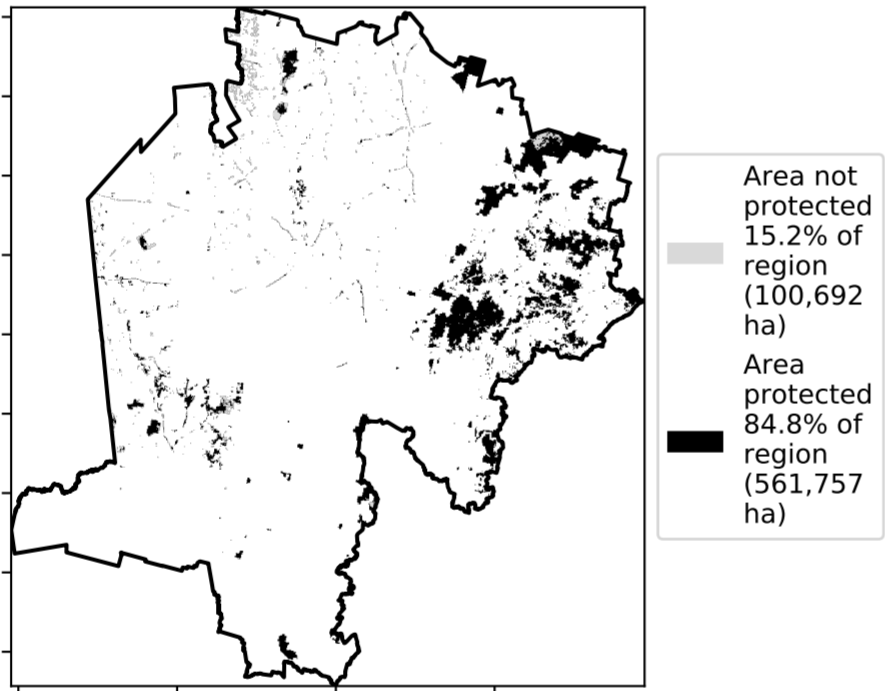 Area not
protected
15.2% of
region
(100,692
ha)
Area
protected
84.8% of
region
(561,757
ha)